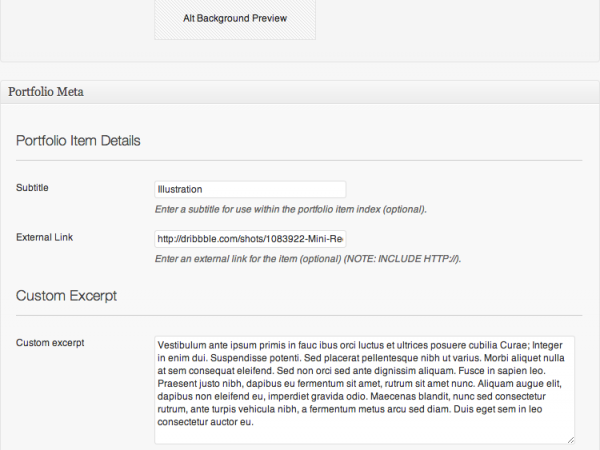 Alt Background Preview
Portfolio Meta
Portfolio Item Details
Subtitle
Illustration
Enter a subtitle for use within the portfolio item index (optional).
External Link
http://dribbble.com/shots/1083922-Mini-Re
Enter an external link for the item (optional) (NOTE: INCLUDE HTTP://).
Custom Excerpt
Custom excerpt
Vestibulum ante ipsum primis in fauc ibus orci luctus et ultrices posuere cubilia Curae; Integer
in enim dui. Suspendisse potenti. Sed placerat pellentesque nibh ut varius. Morbi aliquet nulla
at sem consequat eleifend. Sed non orci sed ante dignissim aliquam. Fusce in sapien leo.
Praesent justo nibh, dapibus eu fermentum sit amet, rutrum sit amet nunc. Aliquam augue elit,
dapibus non eleifend eu, imperdiet gravida odio. Maecenas blandit, nunc sed consectetur
rutrum, ante turpis vehicula nibh, a fermentum metus arcu sed diam. Duis eget sem in leo
consectetur auctor eu.